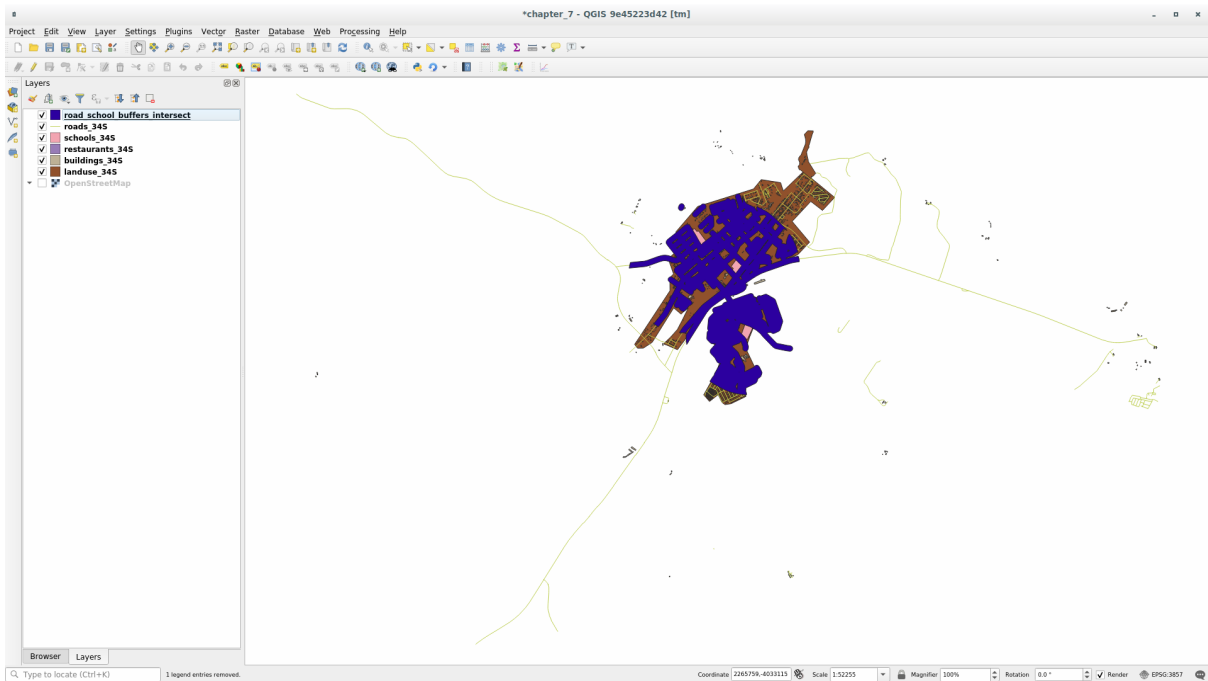 *chapter_7 - QGIS 9e45223d42 [tm]
Project Edit View Layer Settings Plugins Vector Raster Database Web Processing Help
Layers
road_school_buffers_intersect
roads_34S
schools_34S
restaurants_34S
buildings_34S
landuse_34S
OpenStreetMap
Browser Layers
Type to locate (Ctrl+K) 1 legend entries removed. Coordinate 2265759,-4033115 Scale 1:52255 Magnifier 100% Rotation 0.0 ° Render EPSG:3857